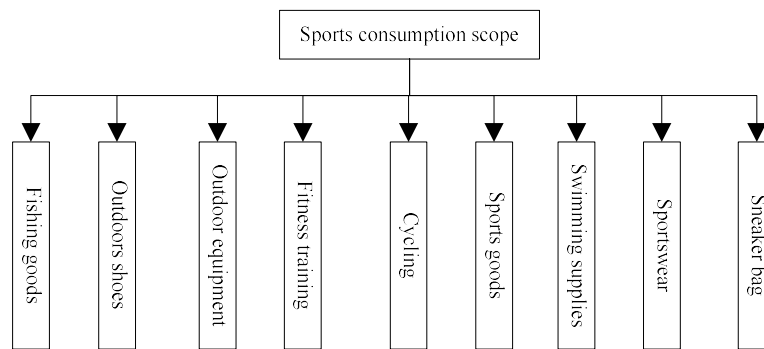 Sports consumption scope
Fishing goods
Outdoors shoes
Outdoor equipment
Fitness training
Cycling
Sports goods
Swimming supplies
Sportswear
Sneaker bag